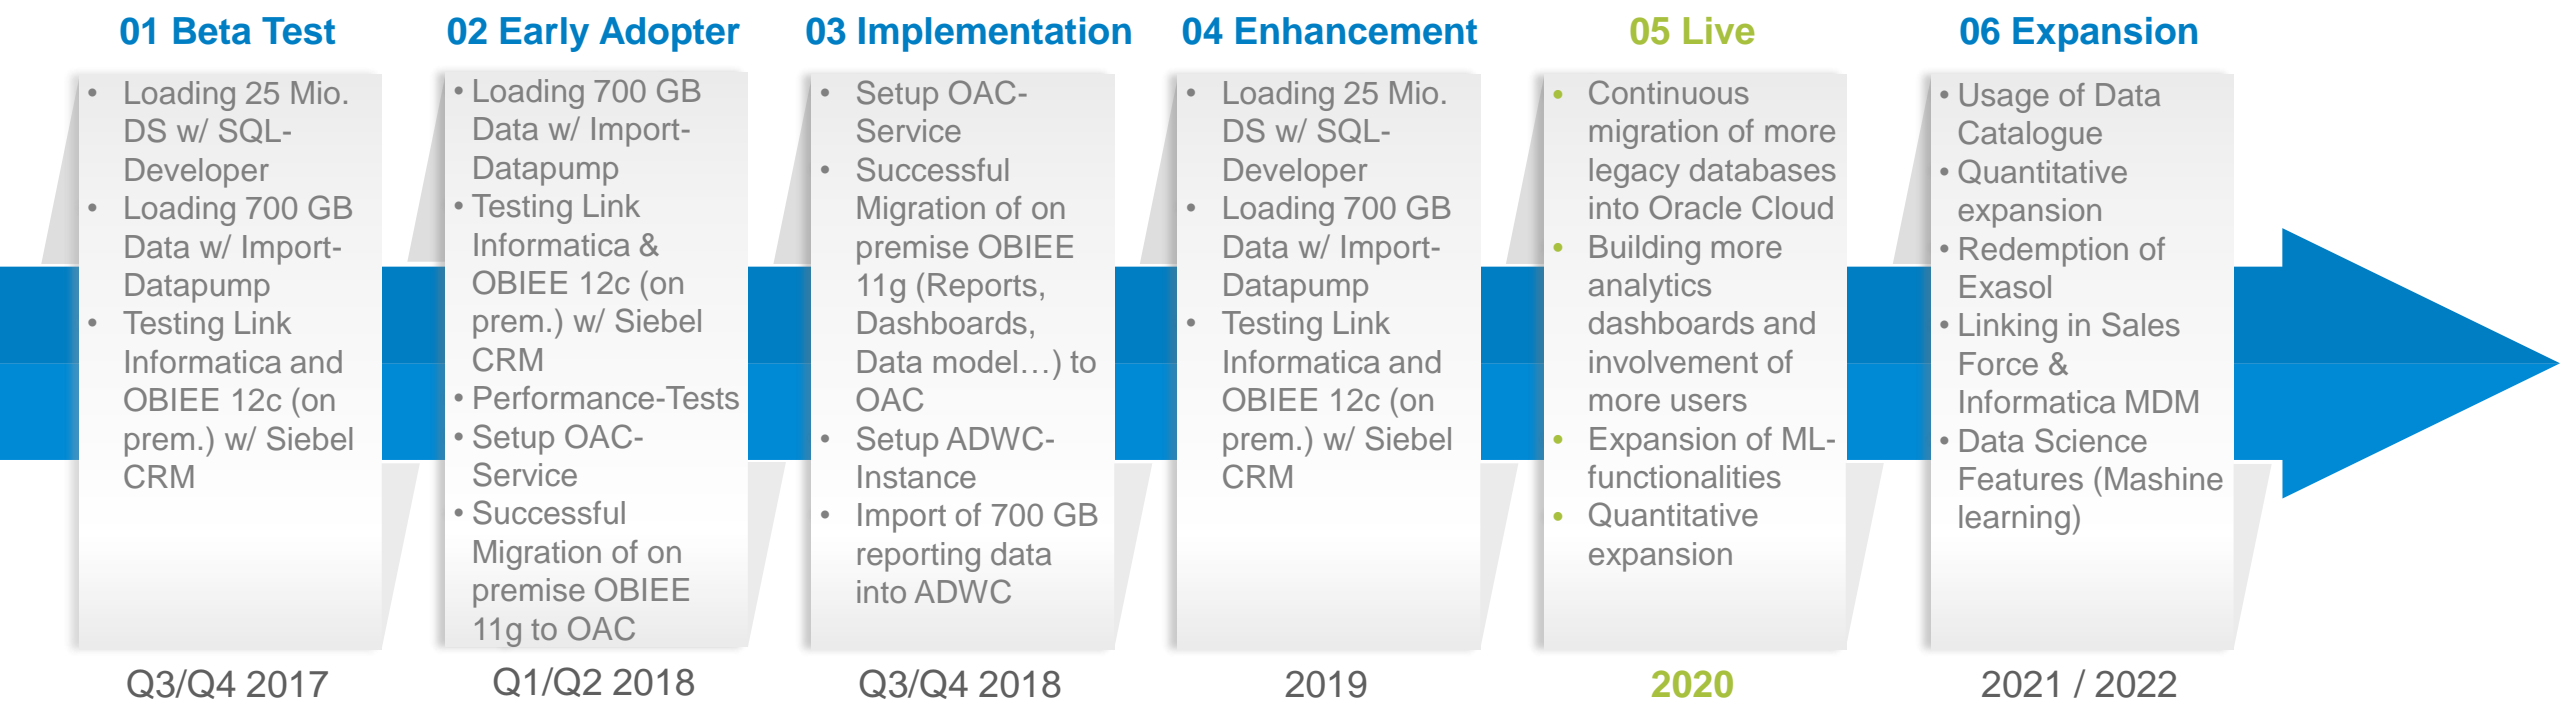 01 Beta Test
• Loading 25 Mio.
DS w/ SQL-
Developer
• Loading 700 GB
Data w/ Import-
Datapump
• Testing Link
Informatica and
OBIEE 12c (on
prem.) w/ Siebel
CRM
Q3/Q4 2017
02 Early Adopter
• Loading 700 GB
Data w/ Import-
Datapump
• Testing Link
Informatica &
OBIEE 12c (on
prem.) w/ Siebel
CRM
• Performance-Tests
• Setup OAC-
Service
• Successful
Migration of on
premise OBIEE
11g to OAC
Q1/Q2 2018
03 Implementation
• Setup OAC-
Service
• Successful
Migration of on
premise OBIEE
11g (Reports,
Dashboards,
Data model…) to
OAC
• Setup ADWC-
Instance
• Import of 700 GB
reporting data
into ADWC
Q3/Q4 2018
04 Enhancement
• Loading 25 Mio.
DS w/ SQL-
Developer
• Loading 700 GB
Data w/ Import-
Datapump
• Testing Link
Informatica and
OBIEE 12c (on
prem.) w/ Siebel
CRM
2019
05 Live
• Continuous
migration of more
legacy databases
into Oracle Cloud
• Building more
analytics
dashboards and
involvement of
more users
• Expansion of ML-
functionalities
• Quantitative
expansion
2020
06 Expansion
• Usage of Data
Catalogue
• Quantitative
expansion
• Redemption of
Exasol
• Linking in Sales
Force &
Informatica MDM
• Data Science
Features (Mashine
learning)
2021 / 2022